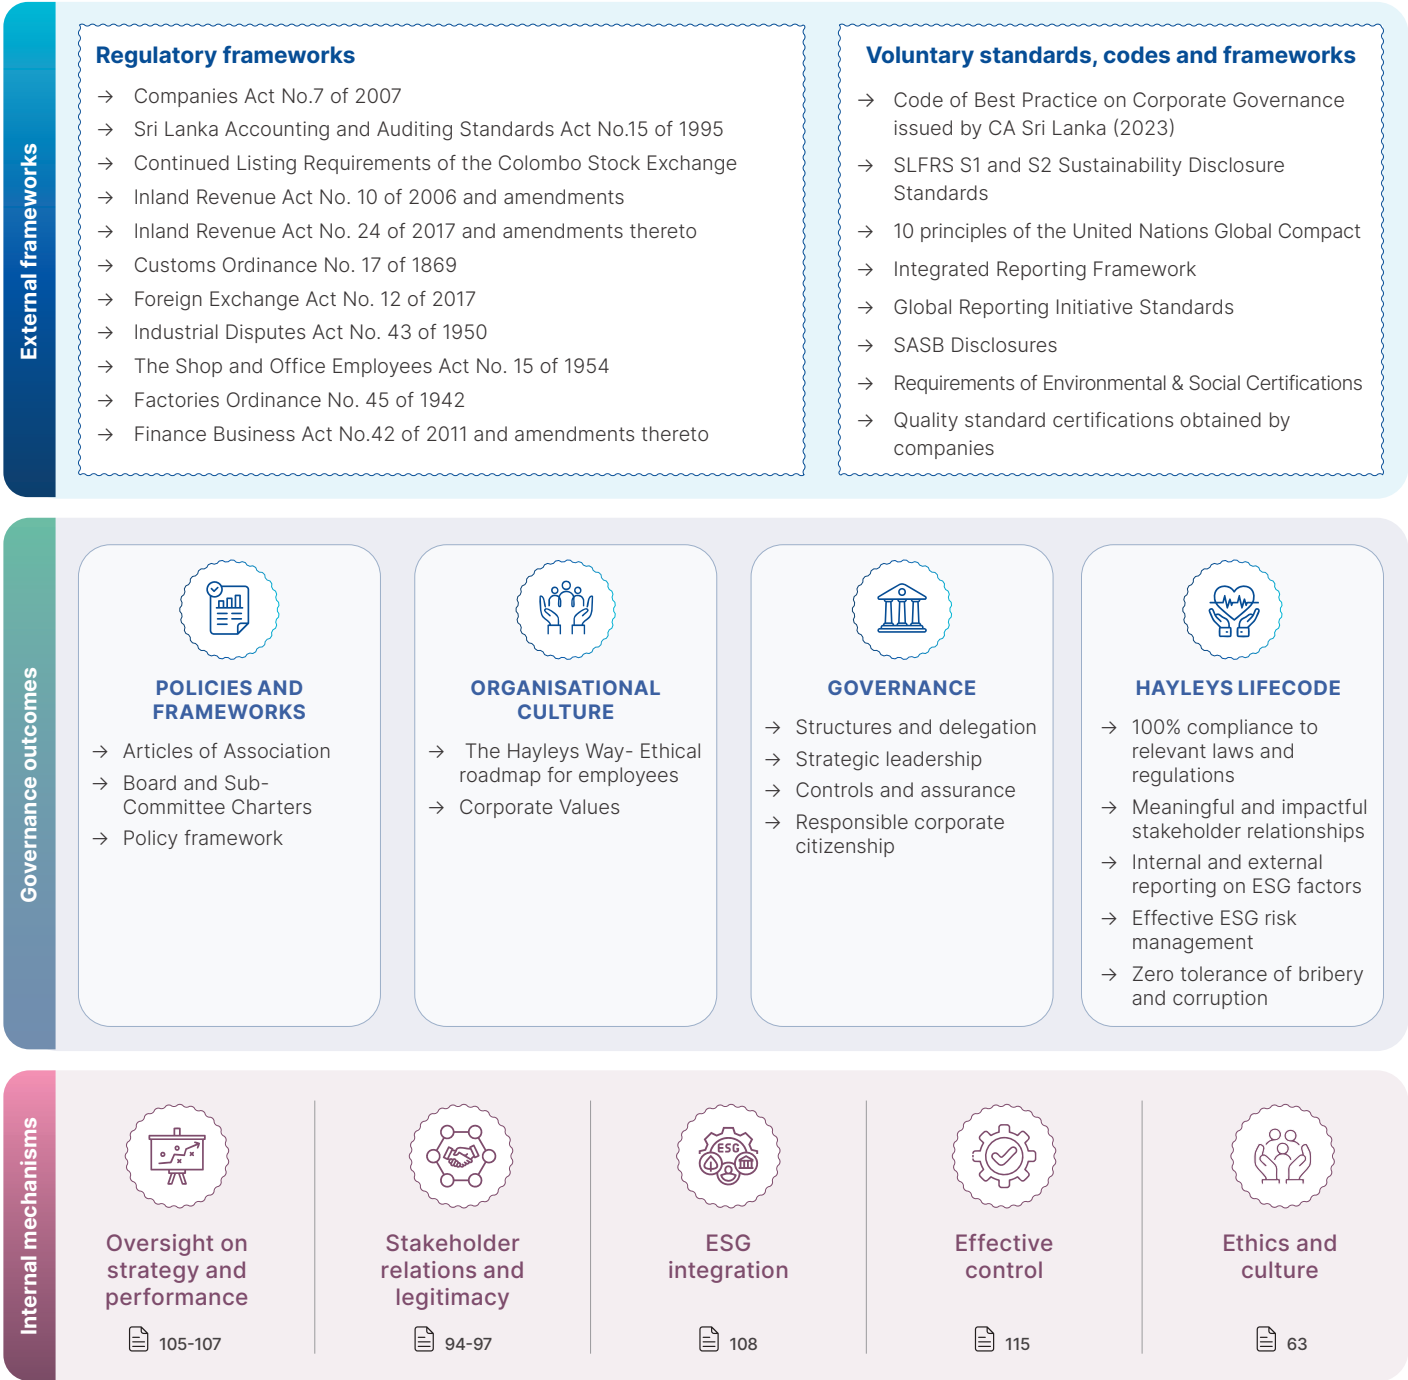 External frameworks
Regulatory frameworks
→ Companies Act No.7 of 2007
→ Sri Lanka Accounting and Auditing Standards Act No.15 of 1995
→ Continued Listing Requirements of the Colombo Stock Exchange
→ Inland Revenue Act No. 10 of 2006 and amendments
→ Inland Revenue Act No. 24 of 2017 and amendments thereto
→ Customs Ordinance No. 17 of 1869
→ Foreign Exchange Act No. 12 of 2017
→ Industrial Disputes Act No. 43 of 1950
→ The Shop and Office Employees Act No. 15 of 1954
→ Factories Ordinance No. 45 of 1942
→ Finance Business Act No.42 of 2011 and amendments thereto
Voluntary standards, codes and frameworks
→ Code of Best Practice on Corporate Governance
issued by CA Sri Lanka (2023)
→ SLFRS S1 and S2 Sustainability Disclosure
Standards
→ 10 principles of the United Nations Global Compact
→ Integrated Reporting Framework
→ Global Reporting Initiative Standards
→ SASB Disclosures
→ Requirements of Environmental & Social Certifications
→ Quality standard certifications obtained by
companies
Governance outcomes
POLICIES AND
FRAMEWORKS
→ Articles of Association
→ Board and Sub-
Committee Charters
→ Policy framework
ORGANISATIONAL
CULTURE
→ The Hayleys Way- Ethical
roadmap for employees
→ Corporate Values
GOVERNANCE
→ Structures and delegation
→ Strategic leadership
→ Controls and assurance
→ Responsible corporate
citizenship
HAYLEYS LIFECODE
→ 100% compliance to
relevant laws and
regulations
→ Meaningful and impactful
stakeholder relationships
→ Internal and external
reporting on ESG factors
→ Effective ESG risk
management
→ Zero tolerance of bribery
and corruption
Internal mechanisms
Oversight on
strategy and
performance
105-107
Stakeholder
relations and
legitimacy
94-97
ESG
ESG
integration
108
Effective
control
115
Ethics and
culture
63